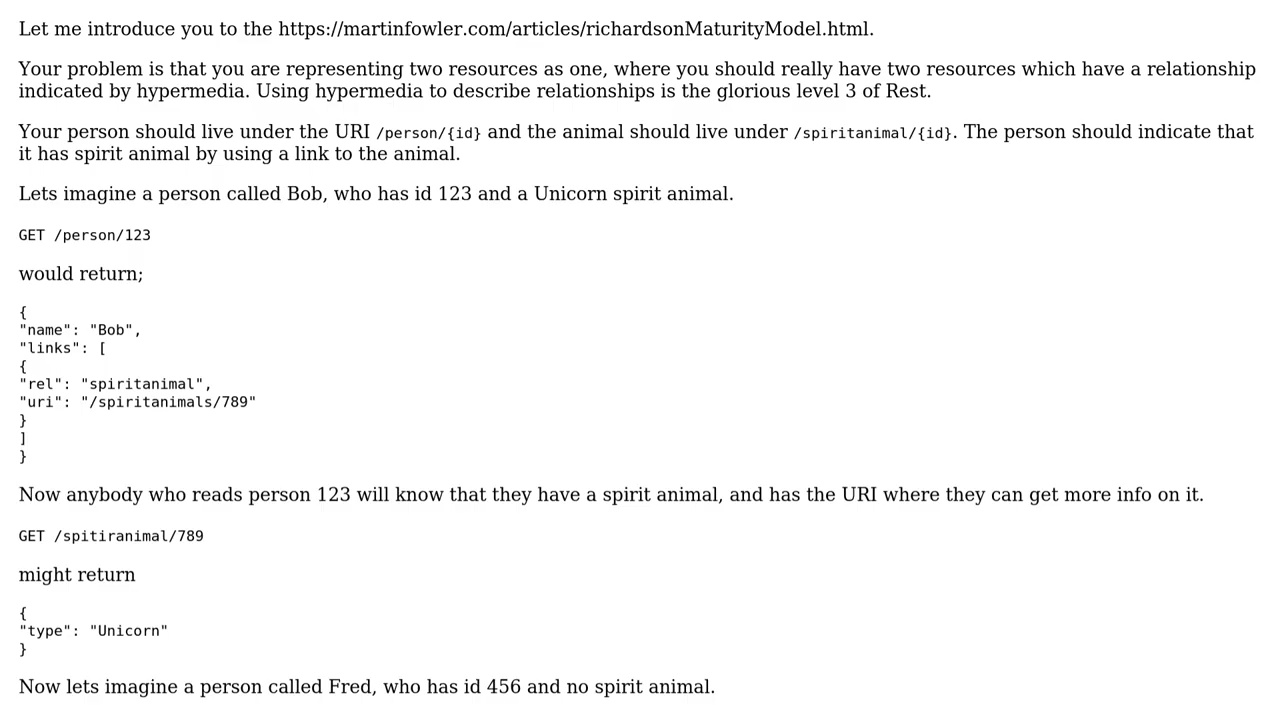 Let me introduce you to the https://martinfowler.com/articles/richardsonMaturityModel.html.
Your problem is that you are representing two resources as one, where you should really have two resources which have a relationship
indicated by hypermedia. Using hypermedia to describe relationships is the glorious level 3 of Rest.
Your person should live under the URI /person/{id} and the animal should live under /spiritanimal/{id}. The person should indicate that
it has spirit animal by using a link to the animal.
Lets imagine a person called Bob, who has id 123 and a Unicorn spirit animal.
GET /person/123
would return;
{
"name": "Bob",
"links": [
{
"rel": "spiritanimal",
"uri": "/spiritanimals/789"
}
]
}
Now anybody who reads person 123 will know that they have a spirit animal, and has the URI where they can get more info on it.
GET /spitiranimal/789
might return
{
"type": "Unicorn"
}
Now lets imagine a person called Fred, who has id 456 and no spirit animal.